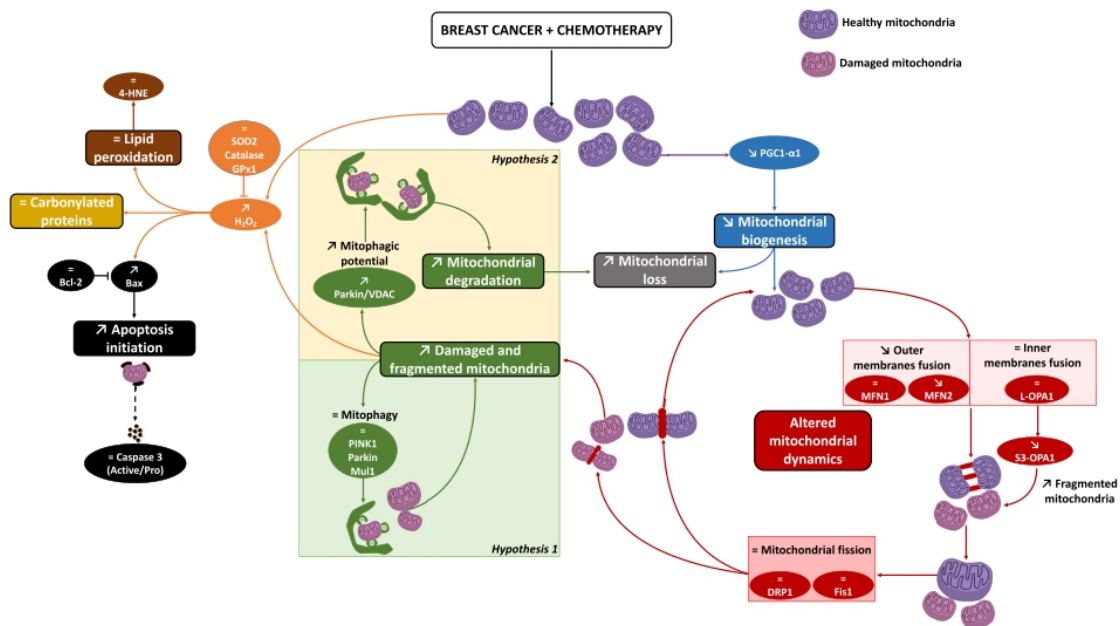 BREAST CANCER + CHEMOTHERAPY
Healthy mitochondria
Damaged mitochondria
=
4-HNE
= Lipid
peroxidation
=
SOD2
Catalase
GPx1
= Carbonylated
proteins
↗
H₂O₂
=
Bcl-2
↗
Bax
↗ Apoptosis
initiation
= Caspase 3
(Active/Pro)
Hypothesis 2
↗ Mitophagic
potential
↗
Parkin/VDAC
↗ Mitochondrial
degradation
↗ Mitochondrial
loss
↘ PGC1-α1
↘ Mitochondrial
biogenesis
↗ Damaged and
fragmented mitochondria
= Mitophagy
=
PINK1
Parkin
Mul1
Hypothesis 1
↘ Outer
membranes fusion
=
MFN1
↘
MFN2
= Inner
membranes fusion
=
L-OPA1
↘
S3-OPA1
Altered
mitochondrial
dynamics
↗ Fragmented
mitochondria
= Mitochondrial fission
=
DRP1
=
Fis1